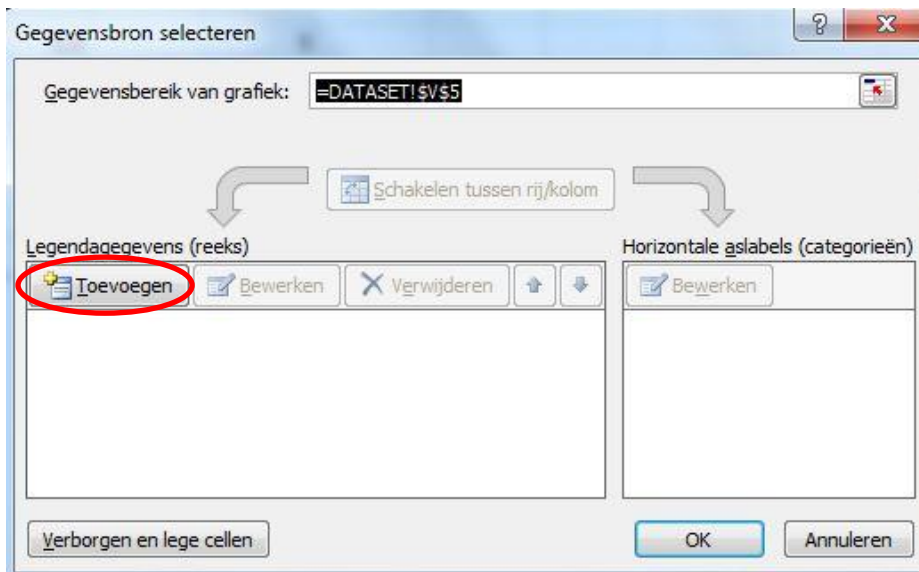 Gegevensbron selecteren
?
X
Gegevensbereik van grafiek: =DATASET!$V$5
Schakelen tussen rij/kolom
Legendagegevens (reeks)
Toevoegen Bewerken Verwijderen
Horizontale aslabels (categorieën)
Bewerken
Verborgen en lege cellen
OK Annuleren